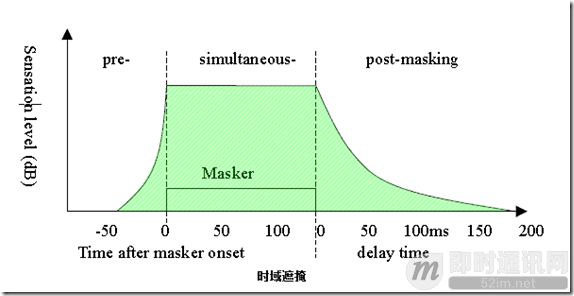 pre- simultaneous- post-masking
Sensation level (dB)
Masker
-50 0 50 100 0 50 100ms 150 200
Time after masker onset delay time
时域遮掩
m 即时通讯网
52im.net